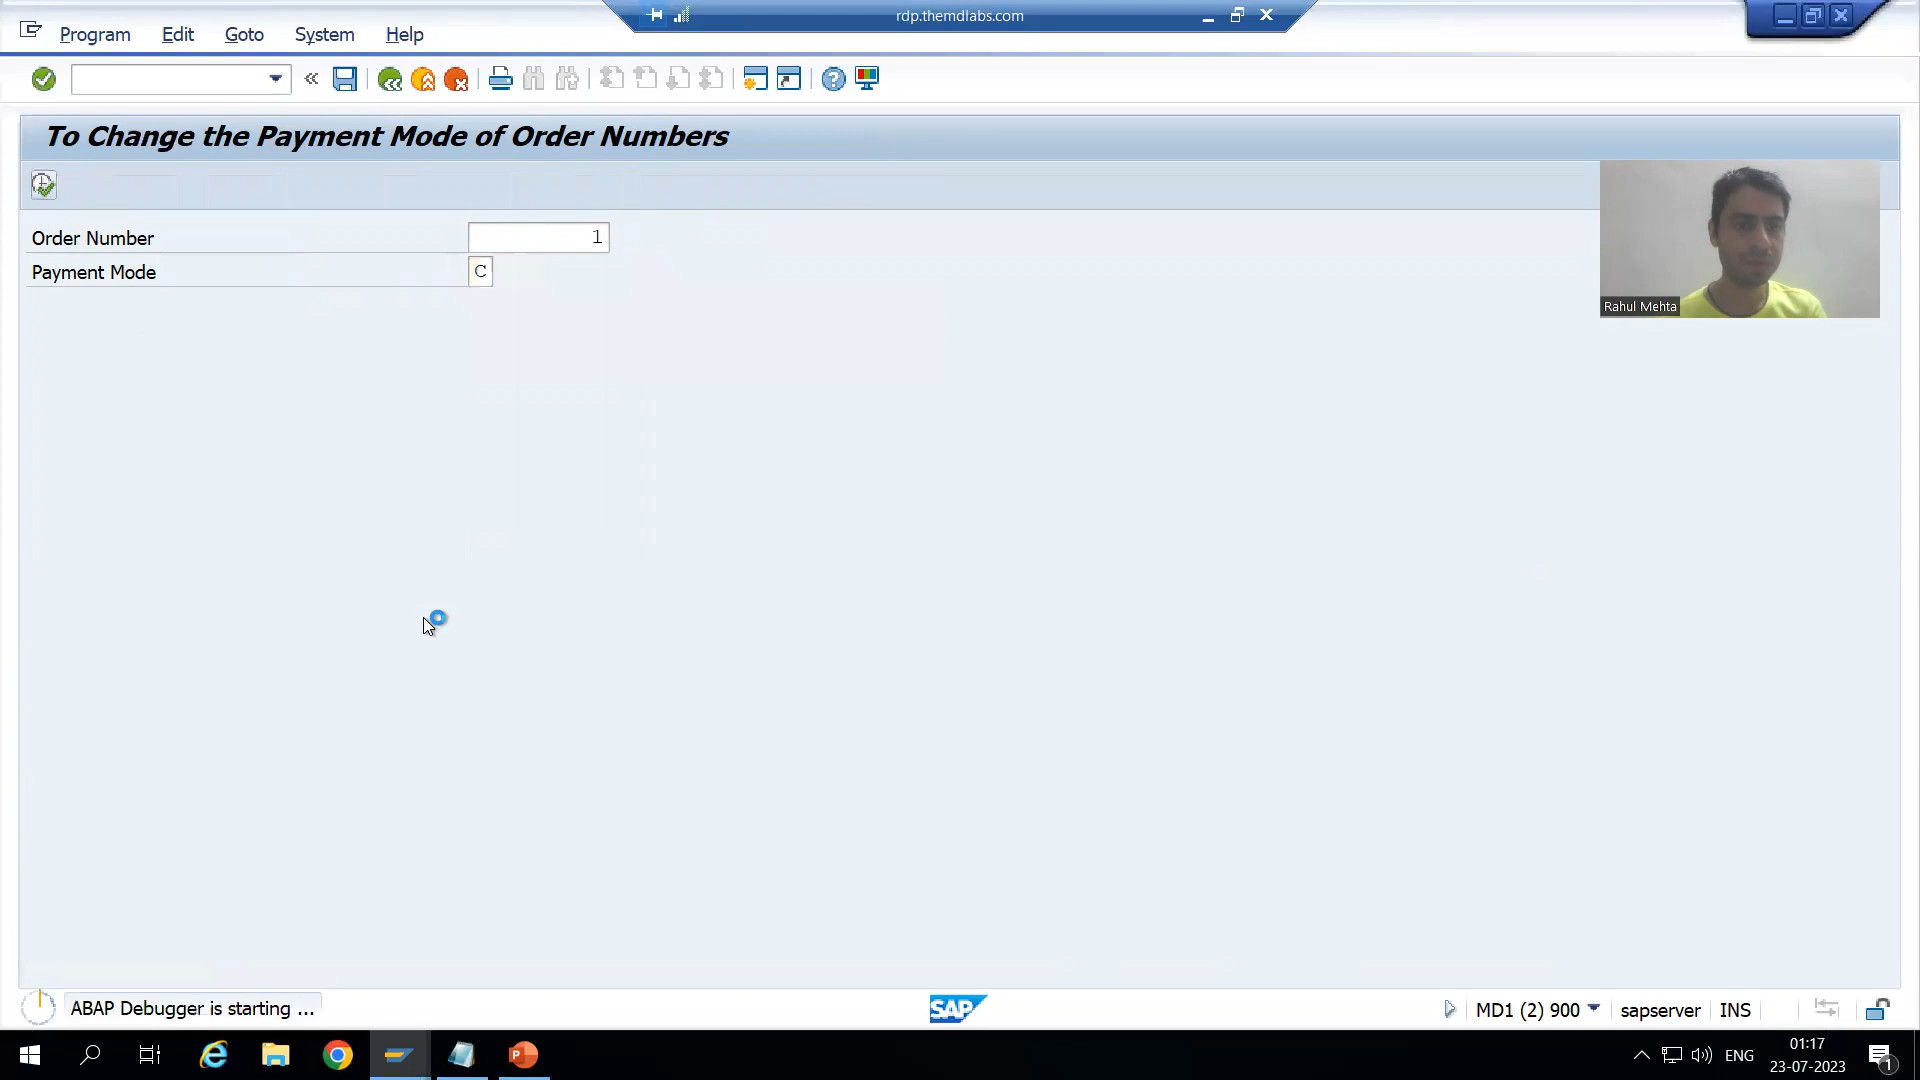 rdp.themdlabs.com
Program Edit Goto System Help
To Change the Payment Mode of Order Numbers
Order Number 1
Payment Mode C
Rahul Mehta
ABAP Debugger is starting ...
SAP
MD1 (2) 900 sapserver INS
ENG
01:17
23-07-2023
1